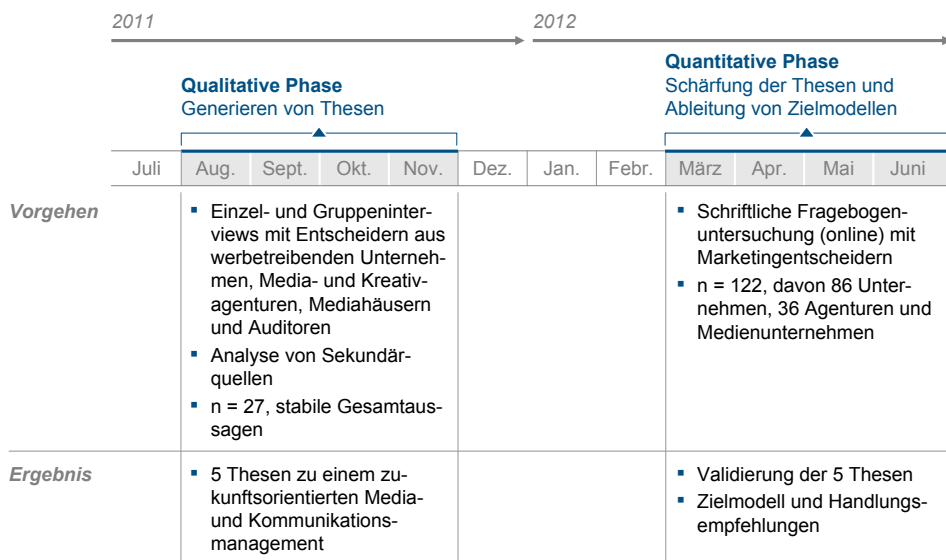 2011
2012
Qualitative Phase
Generieren von Thesen
Quantitative Phase
Schärfung der Thesen und
Ableitung von Zielmodellen
Juli Aug. Sept. Okt. Nov. Dez. Jan. Febr. März Apr. Mai Juni
Vorgehen
▪ Einzel- und Gruppeninter-
views mit Entscheidern aus
werbetreibenden Unterneh-
men, Media- und Kreativ-
agenturen, Mediahäusern
und Auditoren
▪ Analyse von Sekundär-
quellen
▪ n = 27, stabile Gesamtaus-
sagen
▪ Schriftliche Fragebogen-
untersuchung (online) mit
Marketingentscheidern
▪ n = 122, davon 86 Unter-
nehmen, 36 Agenturen und
Medienunternehmen
Ergebnis
▪ 5 Thesen zu einem zu-
kunftsorientierten Media-
und Kommunikations-
management
▪ Validierung der 5 Thesen
▪ Zielmodell und Handlungs-
empfehlungen